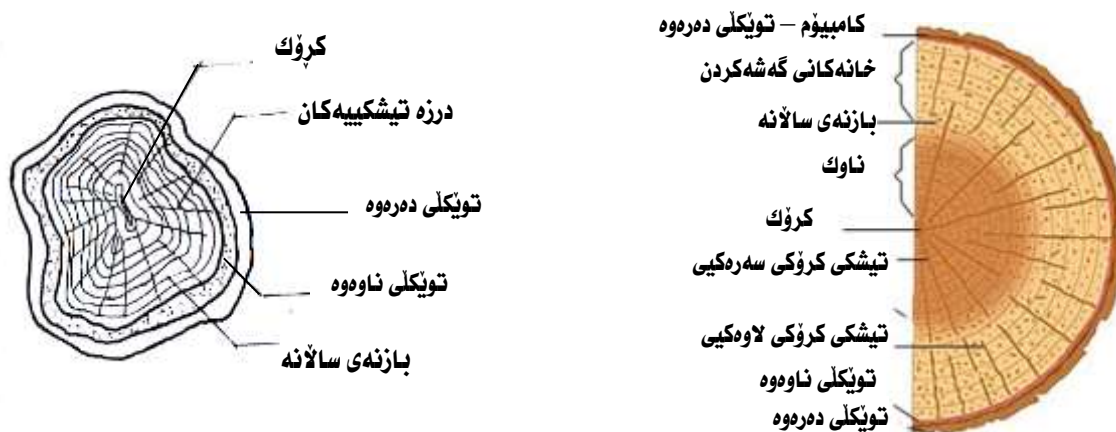 کرۆك
درزە تیشکییەکان
توێکڵی دەرەوە
توێکڵی ناوەوە
بازنەی ساڵانە
کامبیۆم – توێکڵی دەرەوە
خانەکانی گەشەکردن
بازنەی ساڵانە
ناوك
کرۆك
تیشکی کرۆکی سەرەکیی
تیشکی کرۆکی لاوەکیی
توێکڵی ناوەوە
توێکڵی دەرەوە